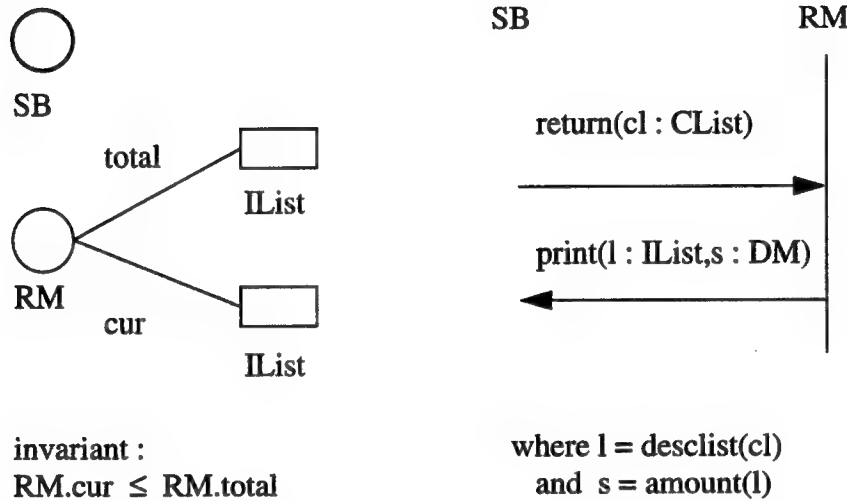 SB
total
IList
RM
cur
IList
invariant :
RM.cur ≤ RM.total
SB RM
return(cl : CList)
print(l : IList,s : DM)
where l = desclist(cl)
and s = amount(l)